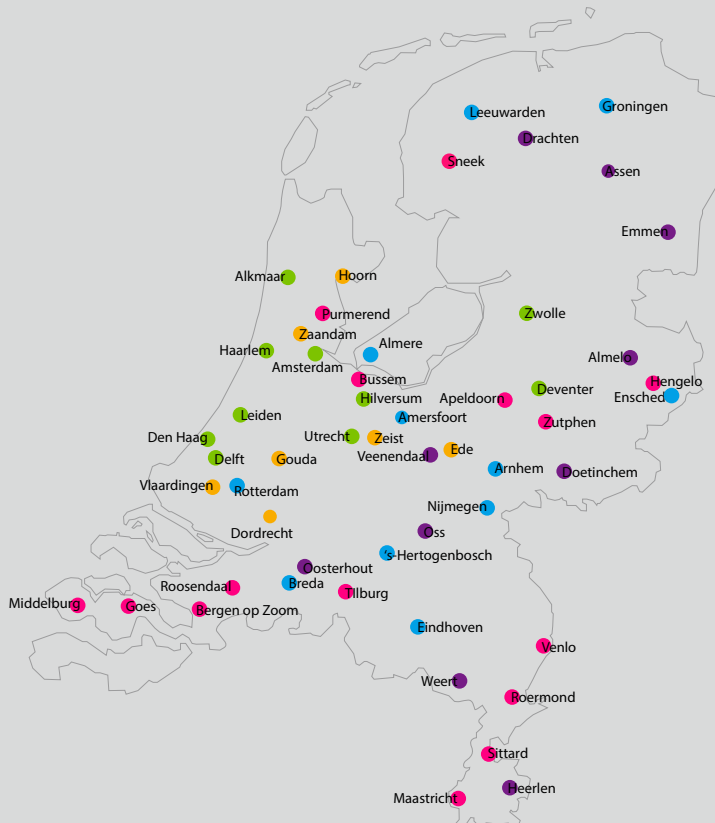 Groningen
Leeuwarden
Drachten
Sneek
Assen
Emmen
Alkmaar
Hoorn
Purmerend
Zwolle
Zaandam
Almere
Haarlem
Amsterdam
Almelo
Bussem
Hengelo
Hilversum
Apeldoorn
Deventer
Ensched
Leiden
Amersfoort
Zutphen
Den Haag
Utrecht
Zeist
Veenendaal
Ede
Delft
Gouda
Arnhem
Doetinchem
Vlaardingen
Rotterdam
Nijmegen
Dordrecht
Oss
's-Hertogenbosch
Oosterhout
Roosendaal
Breda
TIlburg
Middelburg
Goes
Bergen op Zoom
Eindhoven
Venlo
Weert
Roermond
Sittard
Heerlen
Maastricht